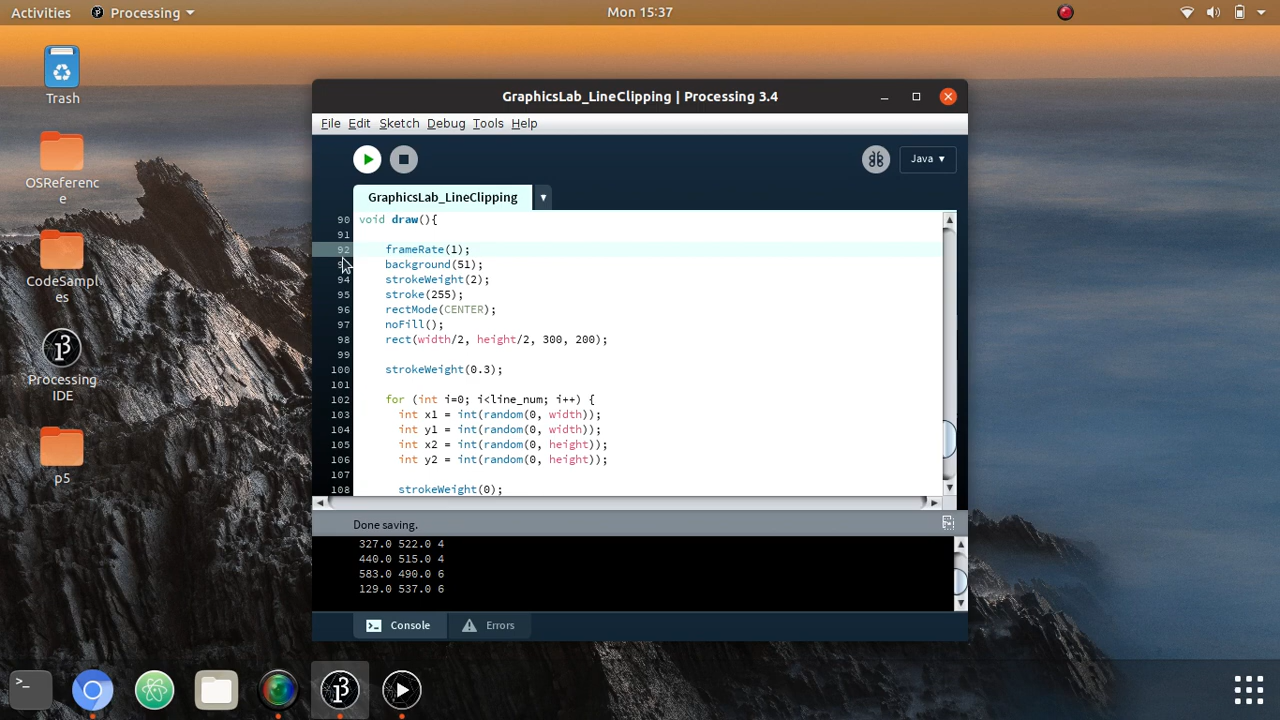 Activities
Processing
Mon 15:37
Trash
OSReferenc
e
CodeSampl
es
Processing
IDE
p5
GraphicsLab_LineClipping | Processing 3.4
File Edit Sketch Debug Tools Help
Java
GraphicsLab_LineClipping
90 void draw(){
91
92 frameRate(1);
background(51);
94 strokeWeight(2);
95 stroke(255);
96 rectMode(CENTER);
97 noFill();
98 rect(width/2, height/2, 300, 200);
99
100 strokeWeight(0.3);
101
102 for (int i=0; i<line_num; i++) {
103 int x1 = int(random(0, width));
104 int y1 = int(random(0, width));
105 int x2 = int(random(0, height));
106 int y2 = int(random(0, height));
107
108 strokeWeight(0);
Done saving.
327.0 522.0 4
440.0 515.0 4
583.0 490.0 6
129.0 537.0 6
>_ Console
Errors
>_